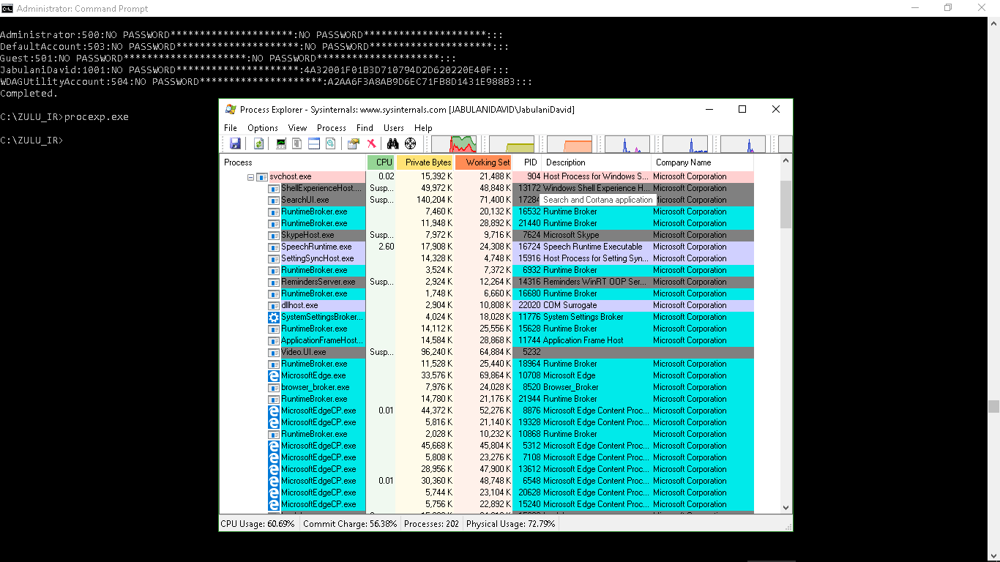 Administrator: Command Prompt
Administrator:500:NO PASSWORD*********************:NO PASSWORD*********************:::
DefaultAccount:503:NO PASSWORD*********************:NO PASSWORD*********************:::
Guest:501:NO PASSWORD*********************:NO PASSWORD*********************:::
JabulaniDavid:1001:NO PASSWORD*********************:4A32001F01B3D710794D2D620220E40F:::
WDAGUtilityAccount:504:NO PASSWORD*********************:A2AA6F3A8AB9D6EC71FB8D1431E988B3:::
Completed.
C:\ZULU_IR>procexp.exe
C:\ZULU_IR>
Process Explorer - Sysinternals: www.sysinternals.com [JABULANIDAVID\JabulaniDavid]
File Options View Process Find Users Help
Process CPU Private Bytes Working Set PID Description Company Name
svchost.exe 0.02 15,392 K 21,488 K 904 Host Process for Windows S... Microsoft Corporation
ShellExperienceHost.... Susp... 49,972 K 48,848 K 13172 Windows Shell Experience H... Microsoft Corporation
SearchUI.exe Susp... 140,204 K 71,400 K 17284 Search and Cortana application Microsoft Corporation
RuntimeBroker.exe 7,460 K 20,132 K 16532 Runtime Broker Microsoft Corporation
RuntimeBroker.exe 11,948 K 28,892 K 21440 Runtime Broker Microsoft Corporation
SkypeHost.exe Susp... 7,972 K 9,716 K 7624 Microsoft Skype Microsoft Corporation
SpeechRuntime.exe 2.60 17,908 K 24,308 K 16724 Speech Runtime Executable Microsoft Corporation
SettingSyncHost.exe 14,328 K 4,748 K 15916 Host Process for Setting Syn... Microsoft Corporation
RuntimeBroker.exe 3,524 K 7,372 K 6932 Runtime Broker Microsoft Corporation
RemindersServer.exe Susp... 2,924 K 12,264 K 14316 Reminders WinRT OOP Ser... Microsoft Corporation
RuntimeBroker.exe 1,748 K 6,660 K 16680 Runtime Broker Microsoft Corporation
dllhost.exe 2,904 K 10,808 K 22020 COM Surrogate Microsoft Corporation
SystemSettingsBroker... 4,024 K 18,028 K 11776 System Settings Broker Microsoft Corporation
RuntimeBroker.exe 14,112 K 25,556 K 15628 Runtime Broker Microsoft Corporation
ApplicationFrameHost... 14,584 K 28,868 K 11744 Application Frame Host Microsoft Corporation
Video.UI.exe Susp... 96,240 K 64,884 K 5232
RuntimeBroker.exe 11,528 K 25,440 K 18964 Runtime Broker Microsoft Corporation
MicrosoftEdge.exe 33,576 K 69,864 K 10708 Microsoft Edge Microsoft Corporation
browser_broker.exe 7,976 K 24,028 K 8520 Browser_Broker Microsoft Corporation
RuntimeBroker.exe 14,780 K 21,176 K 21944 Runtime Broker Microsoft Corporation
MicrosoftEdgeCP.exe 0.01 44,372 K 52,276 K 8876 Microsoft Edge Content Proc... Microsoft Corporation
MicrosoftEdgeCP.exe 5,816 K 21,140 K 19328 Microsoft Edge Content Proc... Microsoft Corporation
RuntimeBroker.exe 2,028 K 10,232 K 10868 Runtime Broker Microsoft Corporation
MicrosoftEdgeCP.exe 45,668 K 45,804 K 5312 Microsoft Edge Content Proc... Microsoft Corporation
MicrosoftEdgeCP.exe 5,808 K 23,276 K 7108 Microsoft Edge Content Proc... Microsoft Corporation
MicrosoftEdgeCP.exe 28,956 K 47,900 K 13612 Microsoft Edge Content Proc... Microsoft Corporation
MicrosoftEdgeCP.exe 0.01 30,360 K 48,748 K 6548 Microsoft Edge Content Proc... Microsoft Corporation
MicrosoftEdgeCP.exe 5,744 K 23,104 K 20628 Microsoft Edge Content Proc... Microsoft Corporation
MicrosoftEdgeCP.exe 5,756 K 22,892 K 15240 Microsoft Edge Content Proc... Microsoft Corporation
CPU Usage: 60.69% Commit Charge: 56.38% Processes: 202 Physical Usage: 72.79%